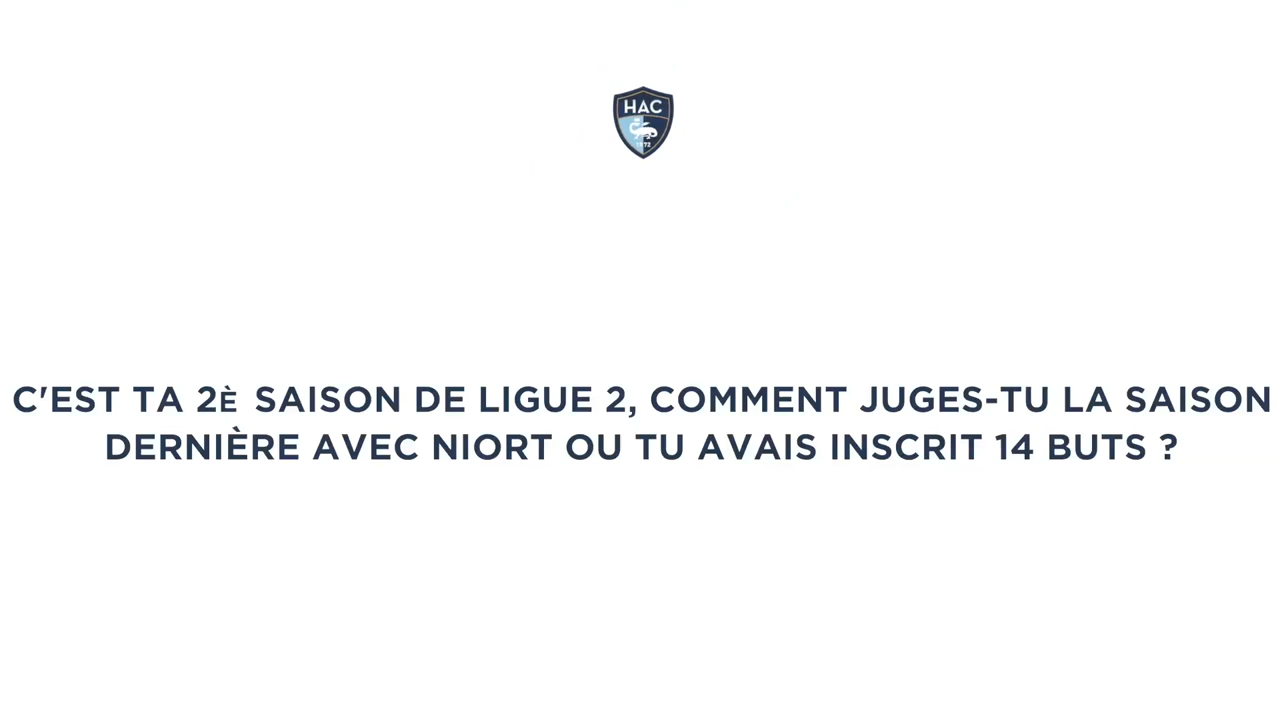 HAC
1872
C'EST TA 2È SAISON DE LIGUE 2, COMMENT JUGES-TU LA SAISON
DERNIÈRE AVEC NIORT OU TU AVAIS INSCRIT 14 BUTS ?